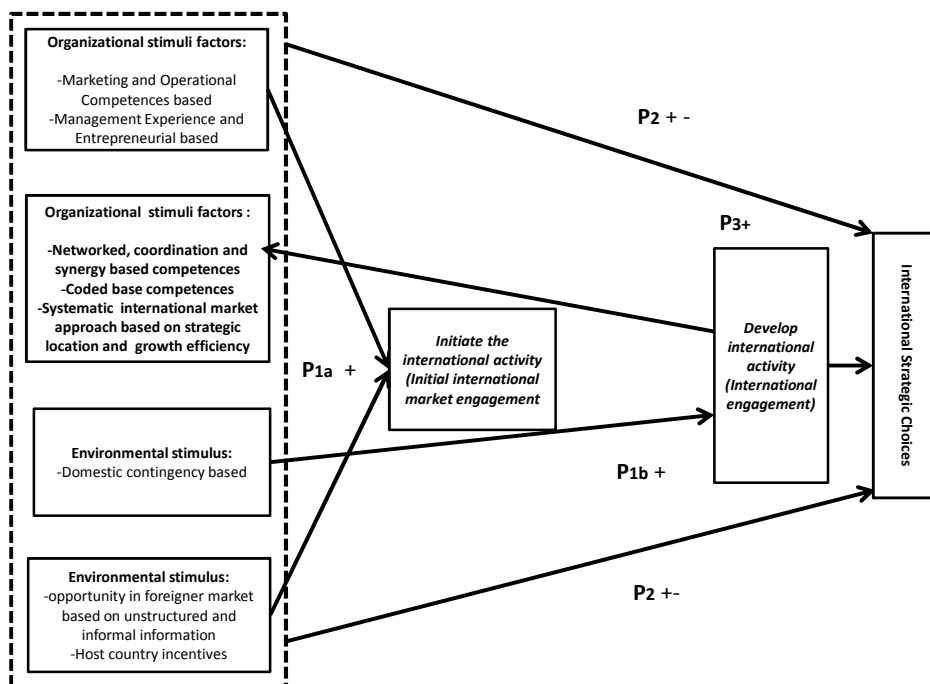 Organizational stimuli factors:
-Marketing and Operational
Competences based
-Management Experience and
Entrepreneurial based
Organizational stimuli factors :
-Networked, coordination and
synergy based competences
-Coded base competences
-Systematic international market
approach based on strategic
location and growth efficiency
Environmental stimulus:
-Domestic contingency based
Environmental stimulus:
-opportunity in foreigner market
based on unstructured and
informal information
-Host country incentives
P1a +
Initiate the
international activity
(Initial international
market engagement
P2 + -
P3+
Develop
international
activity
(International
engagement)
P1b +
P2 +-
International Strategic Choices